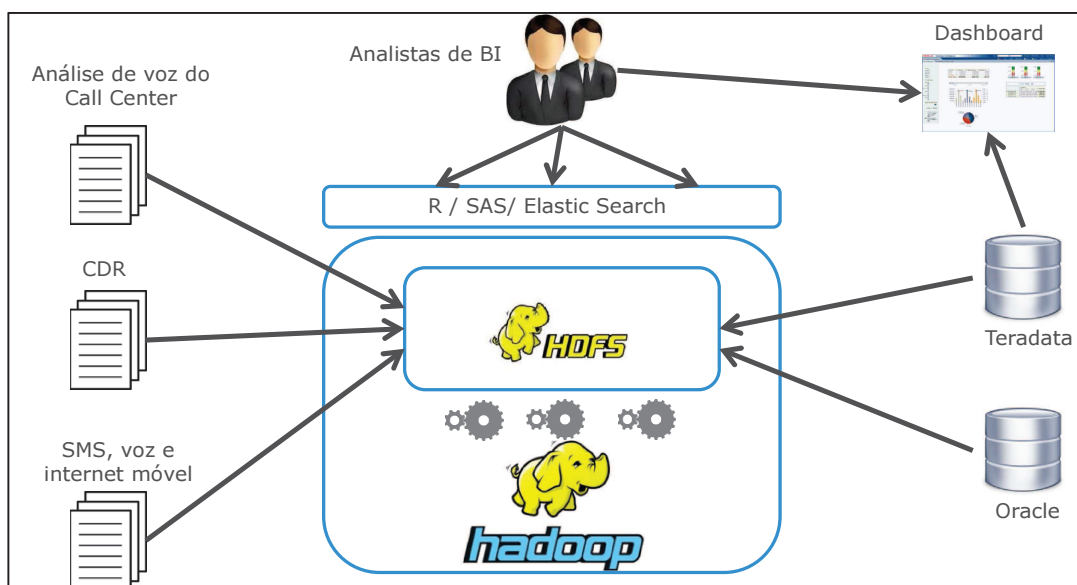 Analistas de BI
Dashboard
Análise de voz do
Call Center
R / SAS/ Elastic Search
CDR
HDFS
Teradata
SMS, voz e
internet móvel
hadoop
Oracle